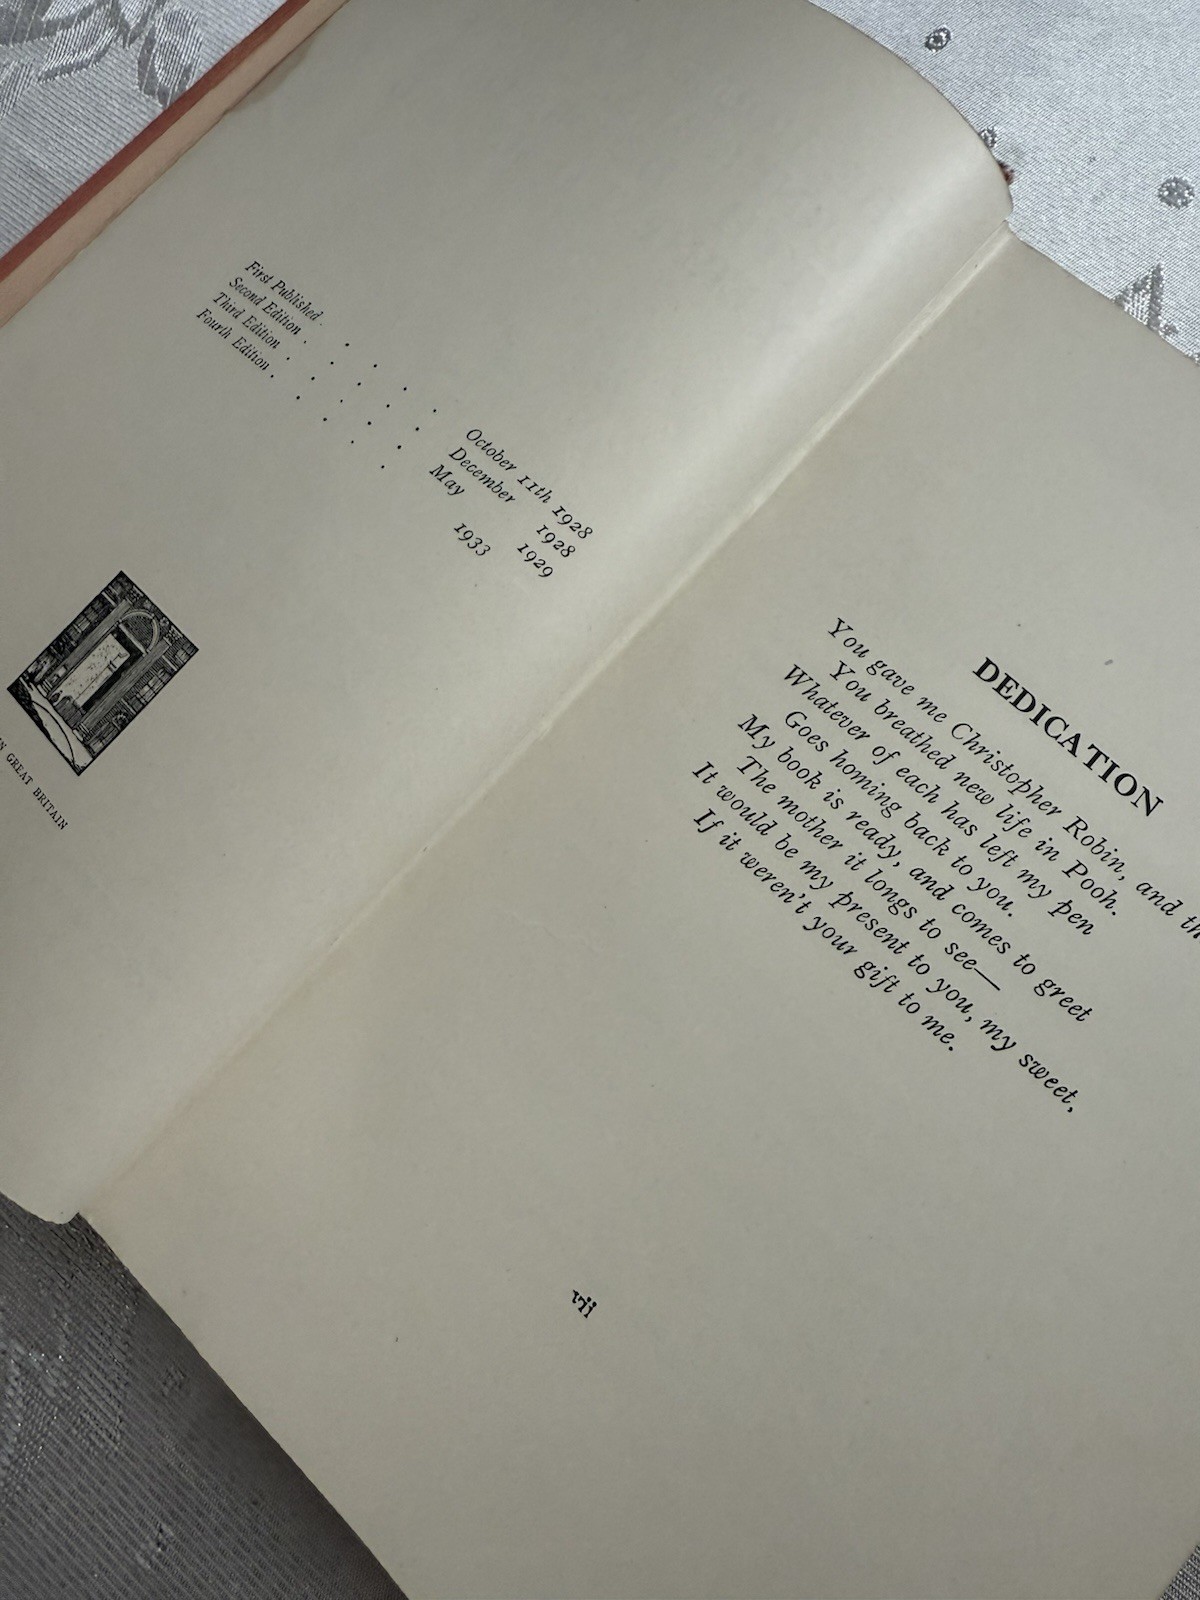 First Published . . . . . October 11th 1928
Second Edition . . . . . December 1928
Third Edition . . . . . May 1929
Fourth Edition . . . . . 1933
IN GREAT BRITAIN
DEDICATION
You gave me Christopher Robin, and
You breathed new life in Pooh.
Whatever of each has left my pen
Goes homing back to you.
My book is ready, and comes to greet
The mother it longs to see—
It would be my present to you, my sweet,
If it weren't your gift to me.
vii